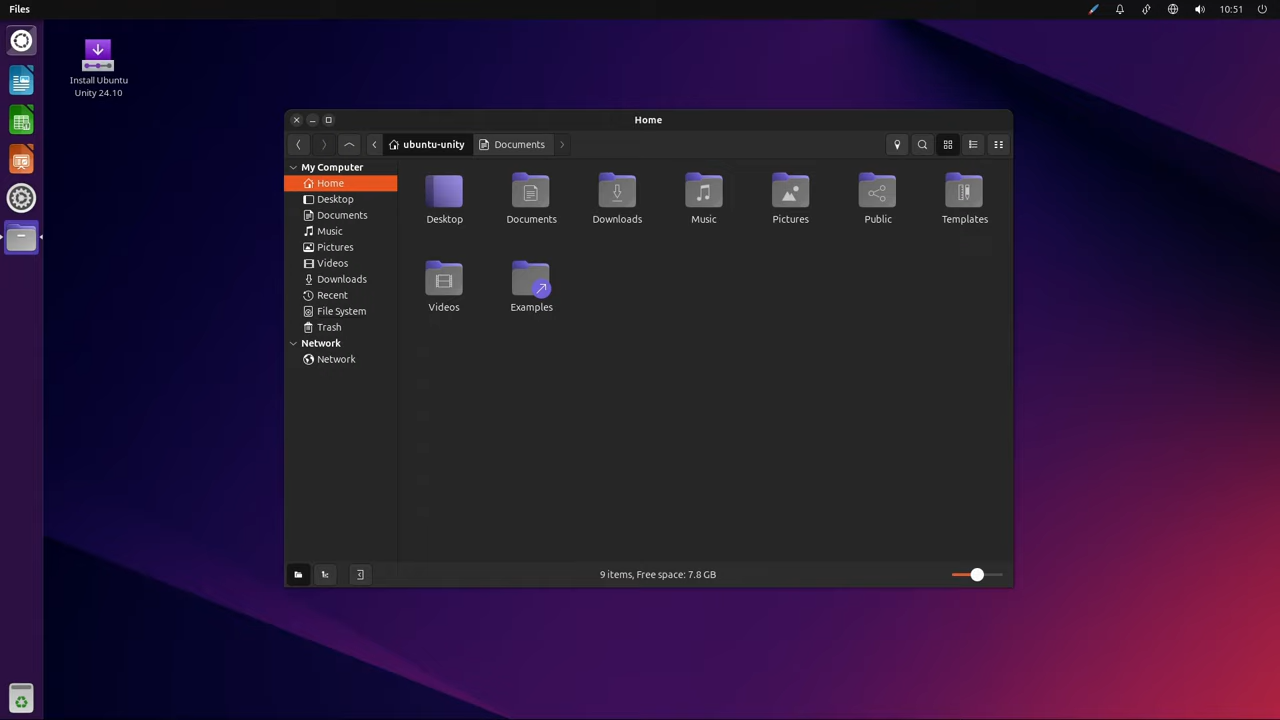 Files
10:51
Install Ubuntu
Unity 24.10
Home
ubuntu-unity
Documents
My Computer
Home
Desktop
Documents
Music
Pictures
Videos
Downloads
Recent
File System
Trash
Network
Network
Desktop
Documents
Downloads
Music
Pictures
Public
Templates
Videos
Examples
9 items, Free space: 7.8 GB